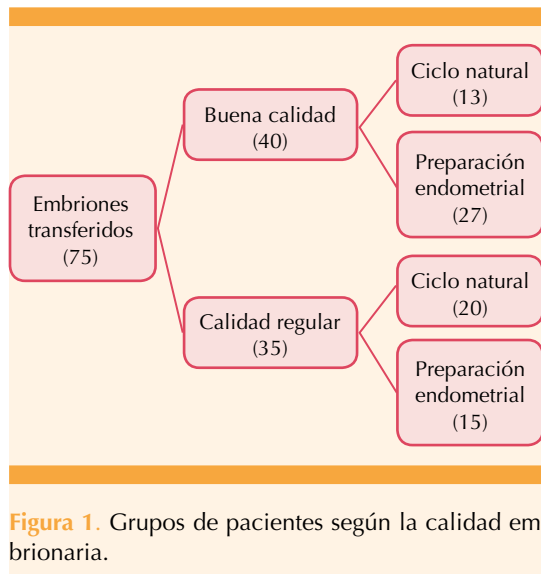 Embriones
transferidos
(75)
Buena calidad
(40)
Ciclo natural
(13)
Preparación
endometrial
(27)
Calidad regular
(35)
Ciclo natural
(20)
Preparación
endometrial
(15)
Figura 1. Grupos de pacientes según la calidad em
brionaria.